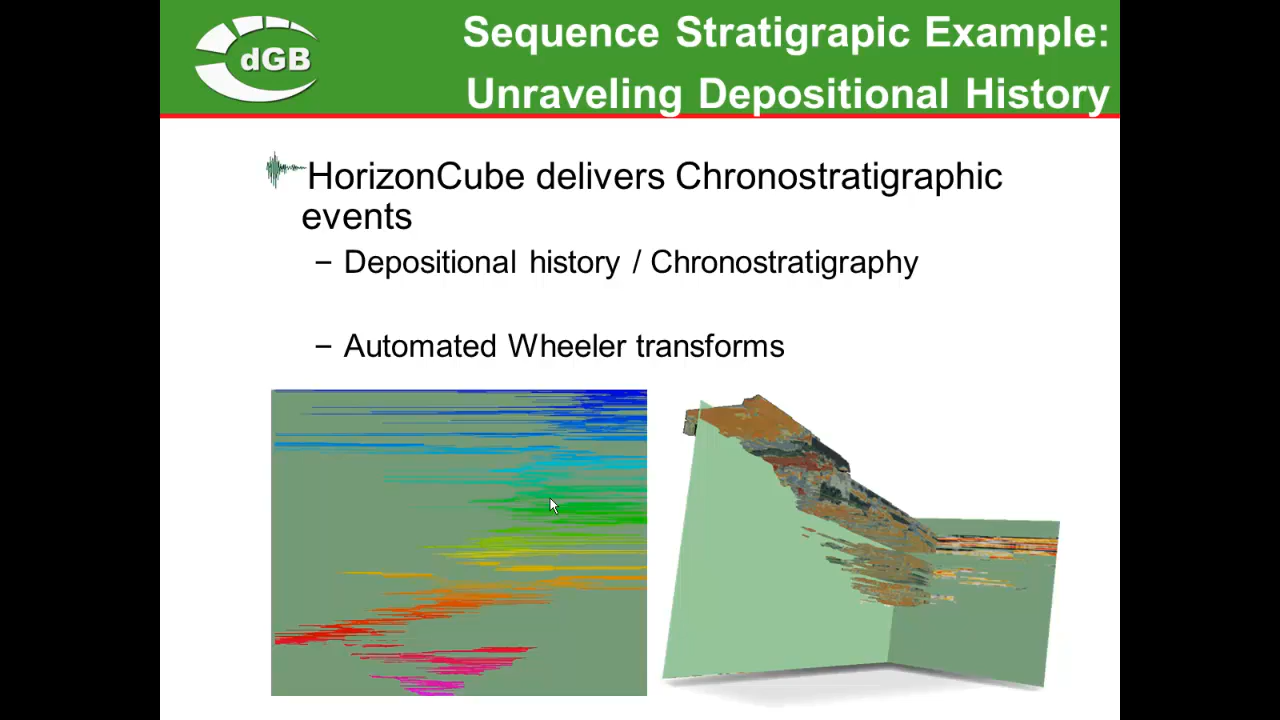 dGB
Sequence Stratigrapic Example:
Unraveling Depositional History
HorizonCube delivers Chronostratigraphic
events
– Depositional history / Chronostratigraphy
– Automated Wheeler transforms